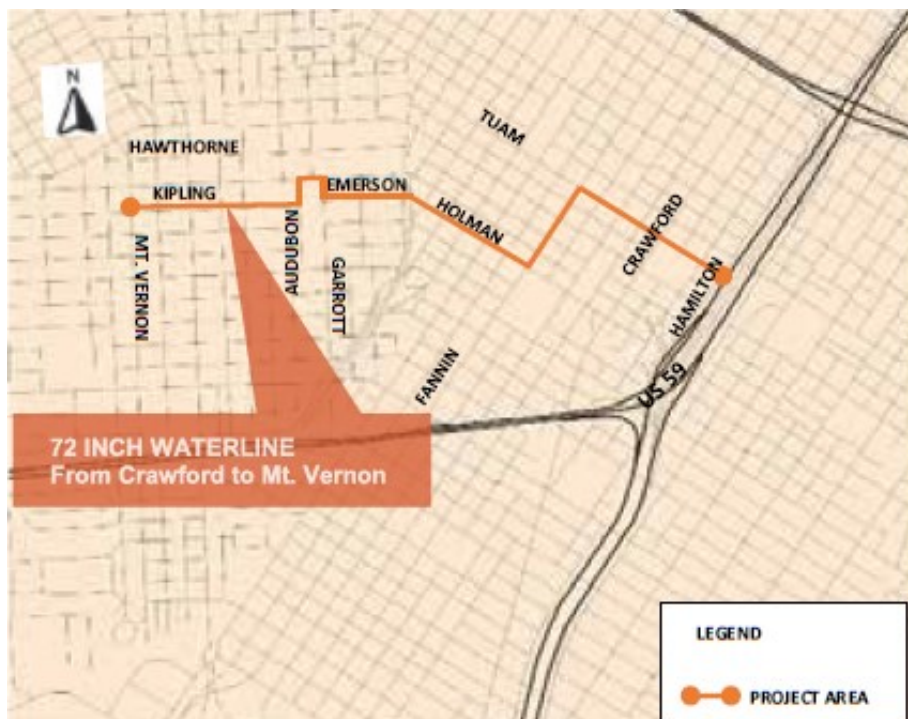 N
TUAM
HAWTHORNE
KIPLING
EMERSON
HOLMAN
CRAWFORD
AUDUBON
MT. VERNON
GARROTT
HAMILTON
FANNIN
US 59
72 INCH WATERLINE
From Crawford to Mt. Vernon
LEGEND
PROJECT AREA